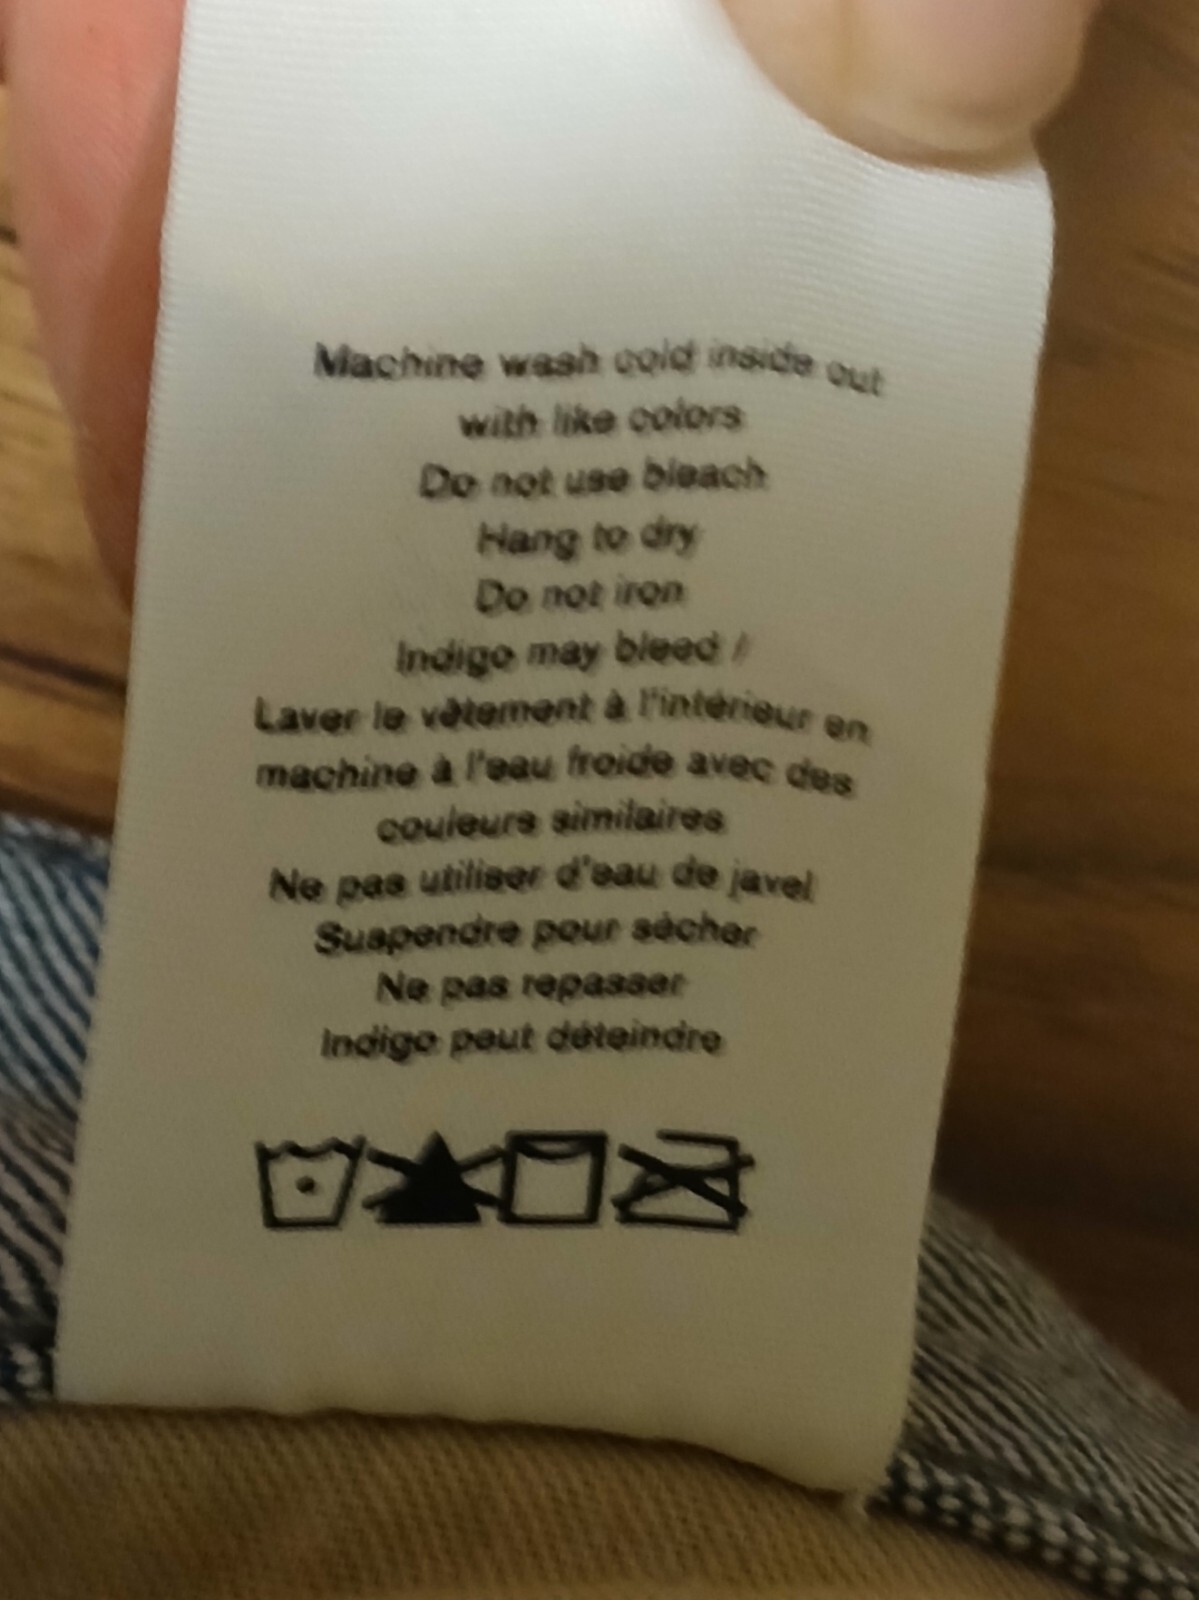 Machine wash cold inside out
with like colors
Do not use bleach
Hang to dry
Do not iron
Indigo may bleed /
Laver le vêtement à l'intérieur en
machine à l'eau froide avec des
couleurs similaires
Ne pas utiliser d'eau de javel
Suspendre pour sécher
Ne pas repasser
Indigo peut déteindre